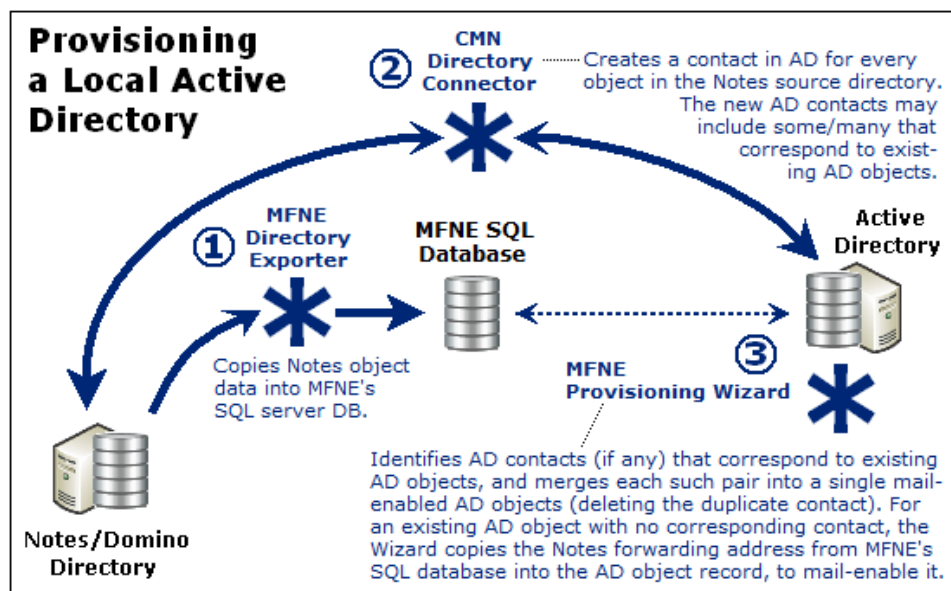 Provisioning
a Local Active
Directory
②
CMN
Directory
Connector
Creates a contact in AD for every
object in the Notes source directory.
The new AD contacts may
include some/many that
correspond to exist-
ing AD objects.
①
MFNE
Directory
Exporter
MFNE SQL
Database
Active
Directory
Copies Notes object
data into MFNE's
SQL server DB.
③
MFNE
Provisioning Wizard
Notes/Domino
Directory
Identifies AD contacts (if any) that correspond to existing
AD objects, and merges each such pair into a single mail-
enabled AD objects (deleting the duplicate contact). For
an existing AD object with no corresponding contact, the
Wizard copies the Notes forwarding address from MFNE's
SQL database into the AD object record, to mail-enable it.